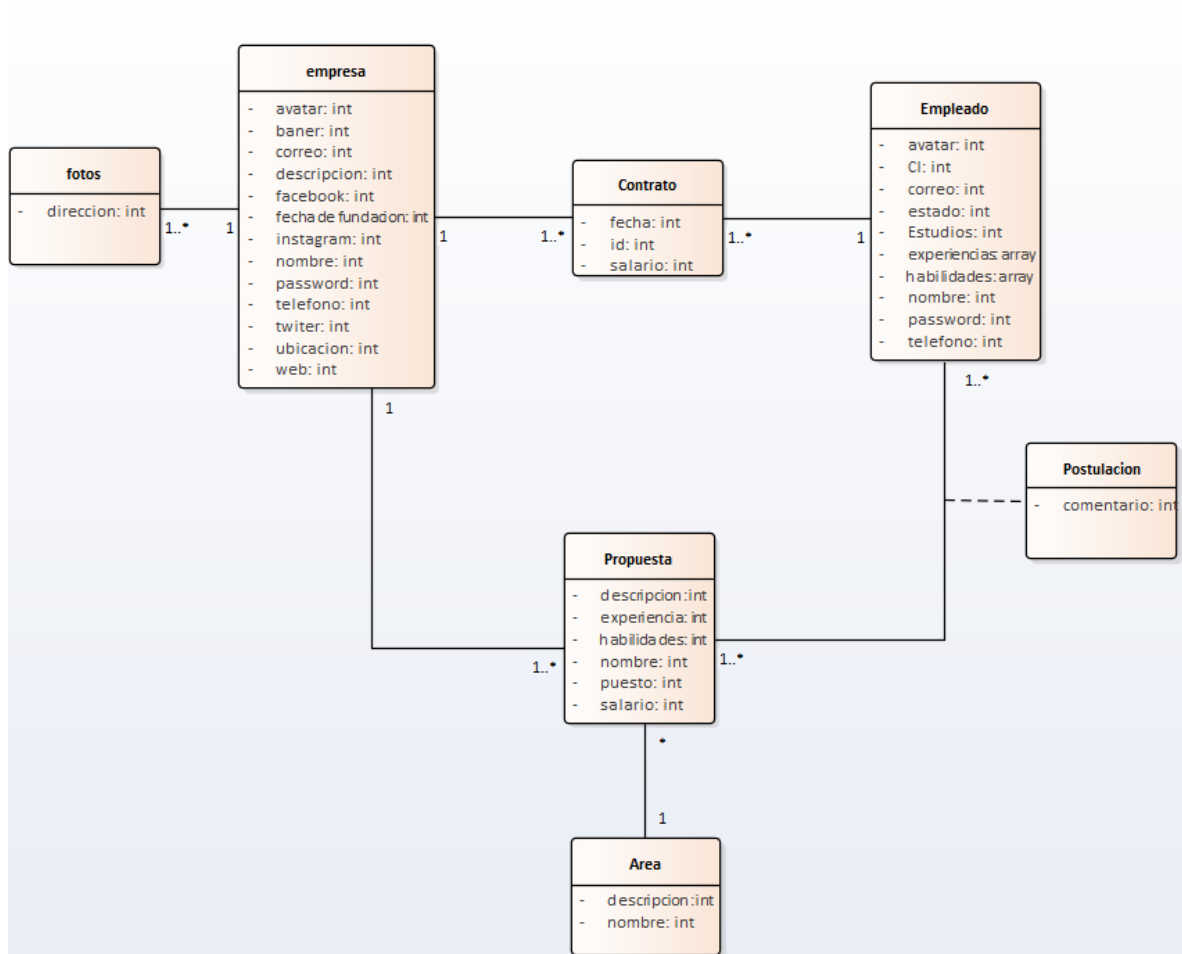 empresa
- avatar: int
- baner: int
- correo: int
- descripcion: int
- facebook: int
- fecha de fundacion: int
- instagram: int
- nombre: int
- password: int
- telefono: int
- twiter: int
- ubicacion: int
- web: int
fotos
- direccion: int
1..*
1
1
1..*
Contrato
- fecha: int
- id: int
- salario: int
1..*
1
Empleado
- avatar: int
- CI: int
- correo: int
- estado: int
- Estudios: int
- experiencias: array
- habilidades: array
- nombre: int
- password: int
- telefono: int
1
1..*
Postulacion
- comentario: int
Propuesta
- descripcion: int
- experiencia: int
- habilidades: int
- nombre: int
- puesto: int
- salario: int
1..*
1..*
*
1
Area
- descripcion: int
- nombre: int